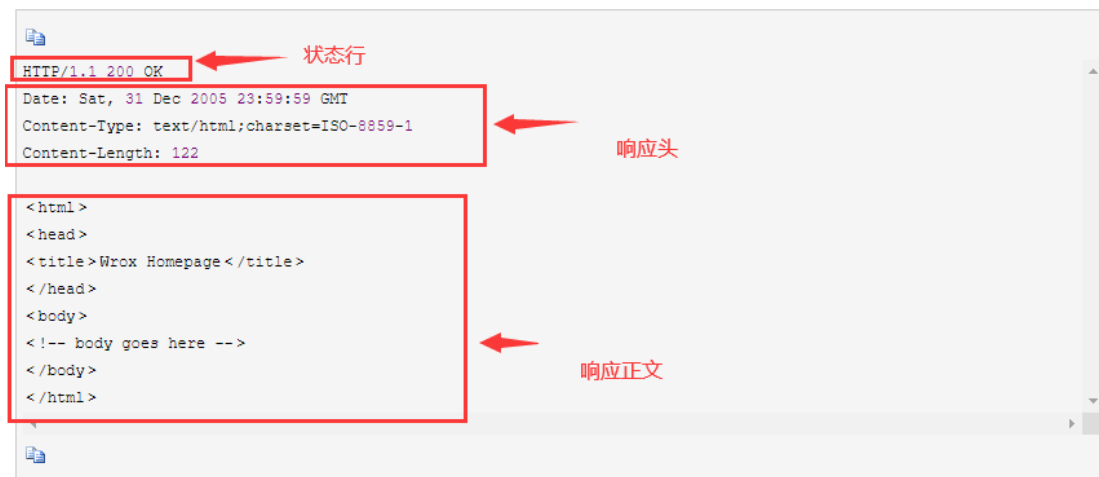 状态行
HTTP/1.1 200 OK
Date: Sat, 31 Dec 2005 23:59:59 GMT
Content-Type: text/html;charset=ISO-8859-1
响应头
Content-Length: 122
<html>
<head>
<title>Wrox Homepage</title>
</head>
<body>
<!-- body goes here -->
</body>
响应正文
</html>